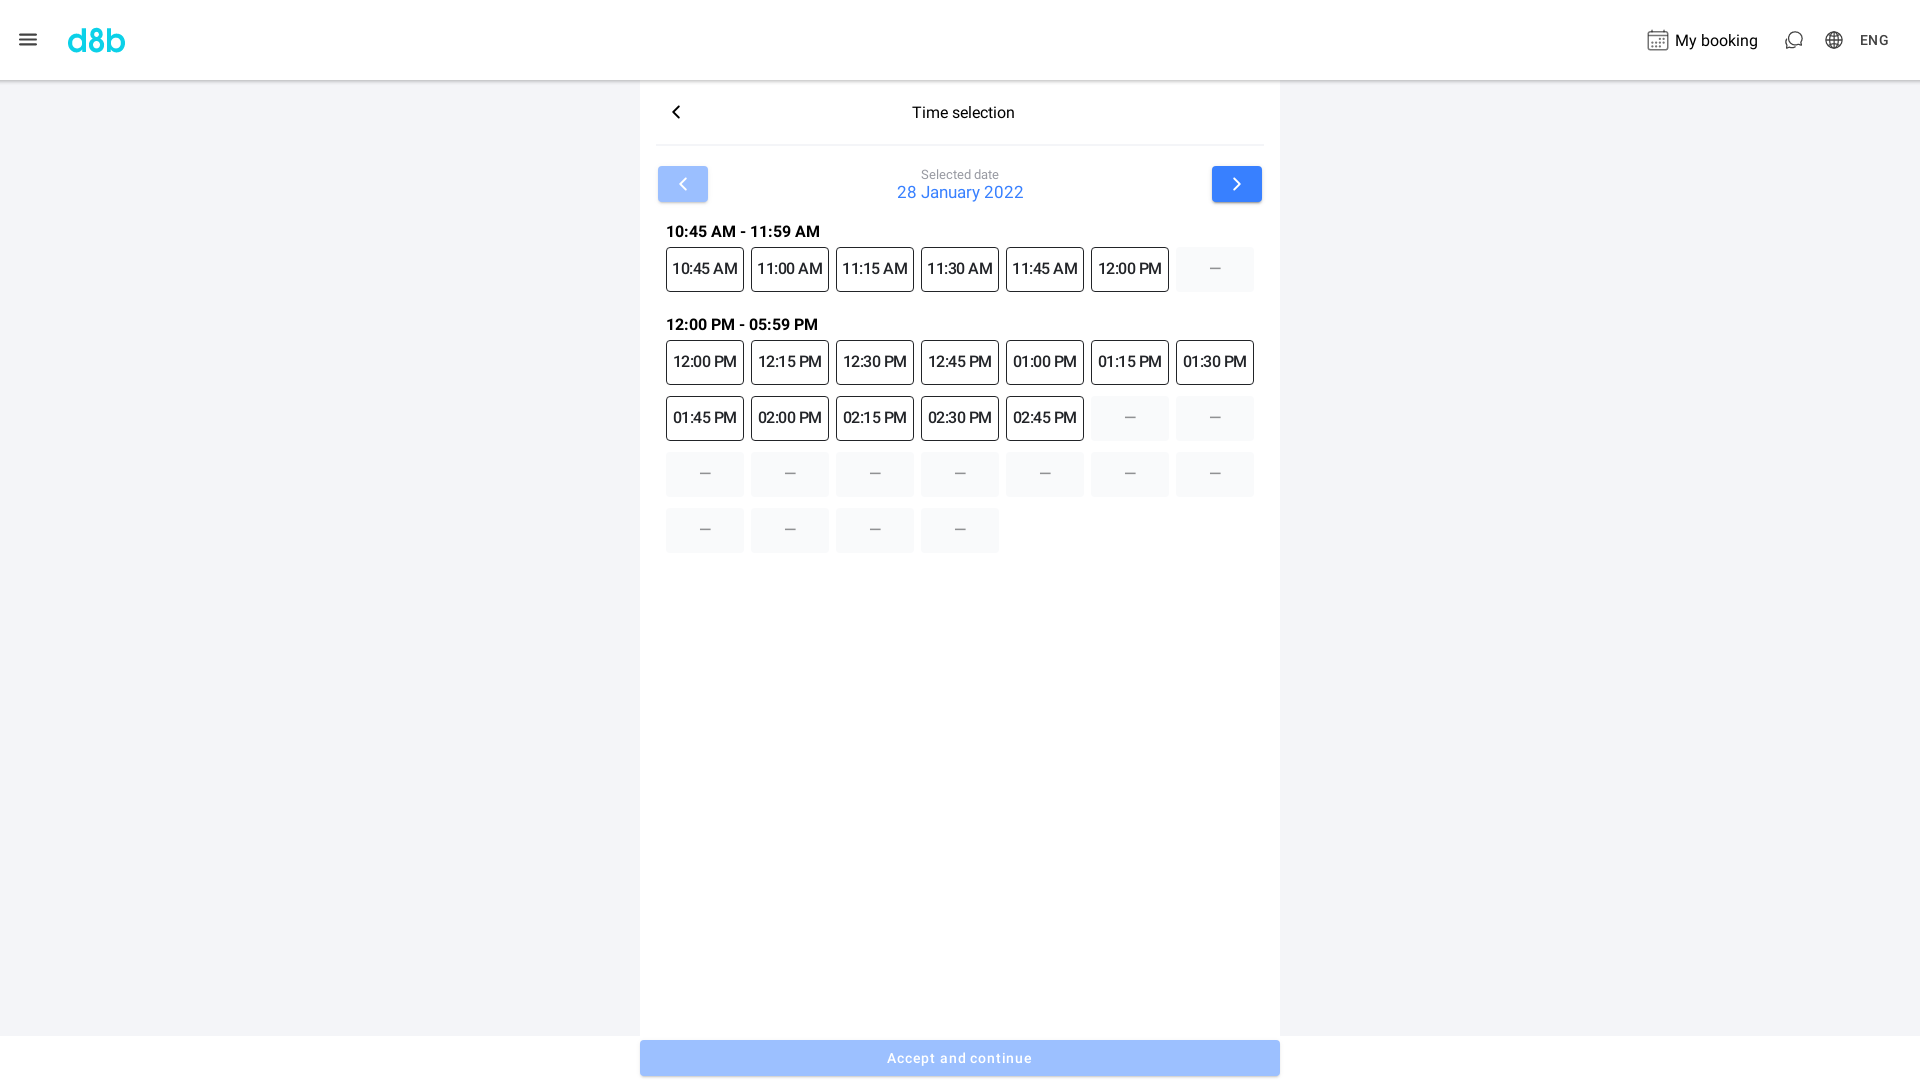 d8b
My booking
ENG
Time selection
Selected date
28 January 2022
10:45 AM - 11:59 AM
10:45 AM 11:00 AM 11:15 AM 11:30 AM 11:45 AM 12:00 PM —
12:00 PM - 05:59 PM
12:00 PM 12:15 PM 12:30 PM 12:45 PM 01:00 PM 01:15 PM 01:30 PM
01:45 PM 02:00 PM 02:15 PM 02:30 PM 02:45 PM — —
— — — — — — —
— — — —
Accept and continue